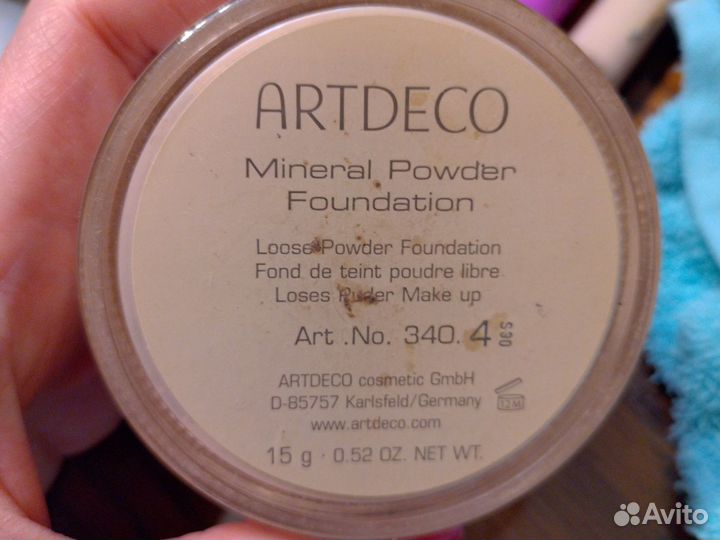 ARTDECO
Mineral Powder
Foundation
Loose Powder Foundation
Fond de teint poudre libre
Loses Puder Make up
Art .No. 340. 4
ARTDECO cosmetic GmbH
D-85757 Karlsfeld/Germany
12M
www.artdeco.com
15 g · 0.52 OZ. NET WT.
Avito